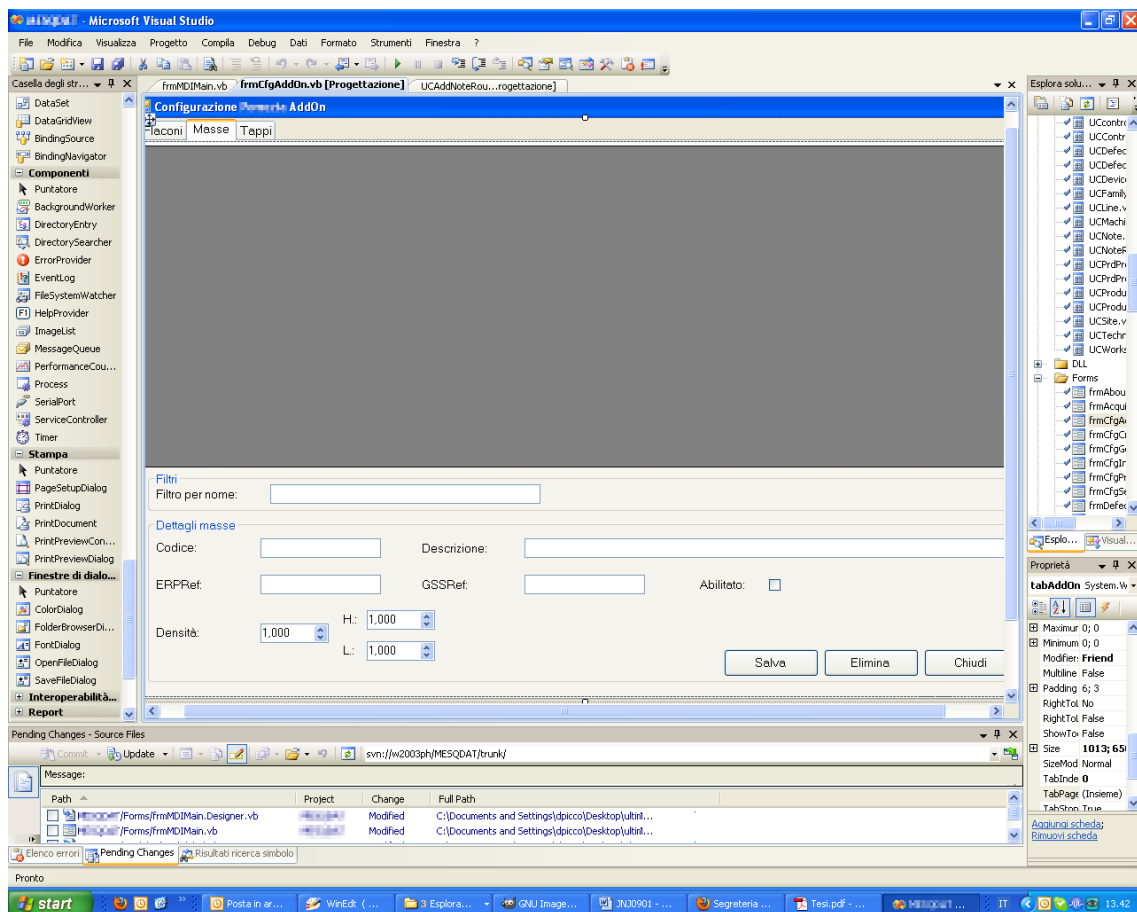 - Microsoft Visual Studio
File Modifica Visualizza Progetto Compila Debug Dati Formato Strumenti Finestra ?
Casella degli str...
frmMDIMain.vb frmCfgAddOn.vb [Progettazione] UCAddNoteRou...rogettazione]
Esplora solu...
DataSet
DataGridView
BindingSource
BindingNavigator
Componenti
Puntatore
BackgroundWorker
DirectoryEntry
DirectorySearcher
ErrorProvider
EventLog
FileSystemWatcher
HelpProvider
ImageList
MessageQueue
PerformanceCou...
Process
SerialPort
ServiceController
Timer
Stampa
Puntatore
PageSetupDialog
PrintDialog
PrintDocument
PrintPreviewCon...
PrintPreviewDialog
Finestre di dialo...
Puntatore
ColorDialog
FolderBrowserDi...
FontDialog
OpenFileDialog
SaveFileDialog
Interoperabilità...
Report
Configurazione AddOn
laconi Masse Tappi
Filtri
Filtro per nome:
Dettagli masse
Codice: Descrizione:
ERPRef: GSSRef: Abilitato:
Densità: 1,000 H.: 1,000
L.: 1,000
Salva Elimina Chiudi
UCcontro
UCContr
UCDefec
UCDefec
UCDevice
UCFamily
UCLine.v
UCMachi
UCNote.
UCNoteR
UCPrdPr
UCPrdPr
UCProdu
UCProdu
UCSite.v
UCTechr
UCWorks
DLL
Forms
frmAbou
frmAcqui
frmCfgA
frmCfgC
frmCfgG
frmCfgIn
frmCfgPr
frmCfgSe
frmDefec
Esplo... Visual...
Proprietà
tabAddOn System.W
Maximur 0; 0
Minimum 0; 0
Modifier: Friend
Multiline False
Padding 6; 3
RightToL No
RightToL False
ShowToo False
Size 1013; 65
SizeMod Normal
TabInde 0
TabPage (Insieme)
TabStop True
Aggiungi scheda;
Rimuovi scheda
Pending Changes - Source Files
Commit Update svn://w2003ph/MESQDAT/trunk/
Message:
Path Project Change Full Path
/Forms/frmMDIMain.Designer.vb Modified C:\Documents and Settings\dpicco\Desktop\ultiml...
/Forms/frmMDIMain.vb Modified C:\Documents and Settings\dpicco\Desktop\ultiml...
Elenco errori Pending Changes Risultati ricerca simbolo
Pronto
start Posta in ar... WinEdt ( ... 3 Esplora... GNU Image... JNJ0901 - ... Segreteria ... Tesi.pdf - ... IT 13.42